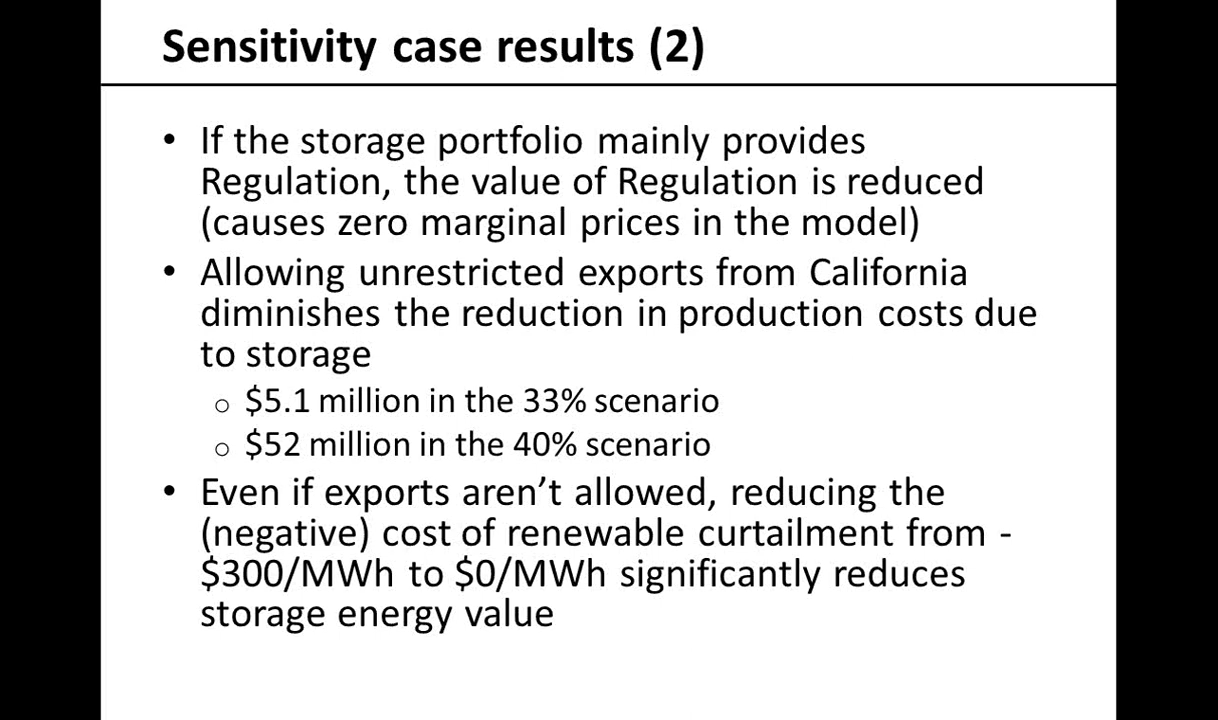 Sensitivity case results (2)
• If the storage portfolio mainly provides
Regulation, the value of Regulation is reduced
(causes zero marginal prices in the model)
• Allowing unrestricted exports from California
diminishes the reduction in production costs due
to storage
o $5.1 million in the 33% scenario
o $52 million in the 40% scenario
• Even if exports aren’t allowed, reducing the
(negative) cost of renewable curtailment from -
$300/MWh to $0/MWh significantly reduces
storage energy value